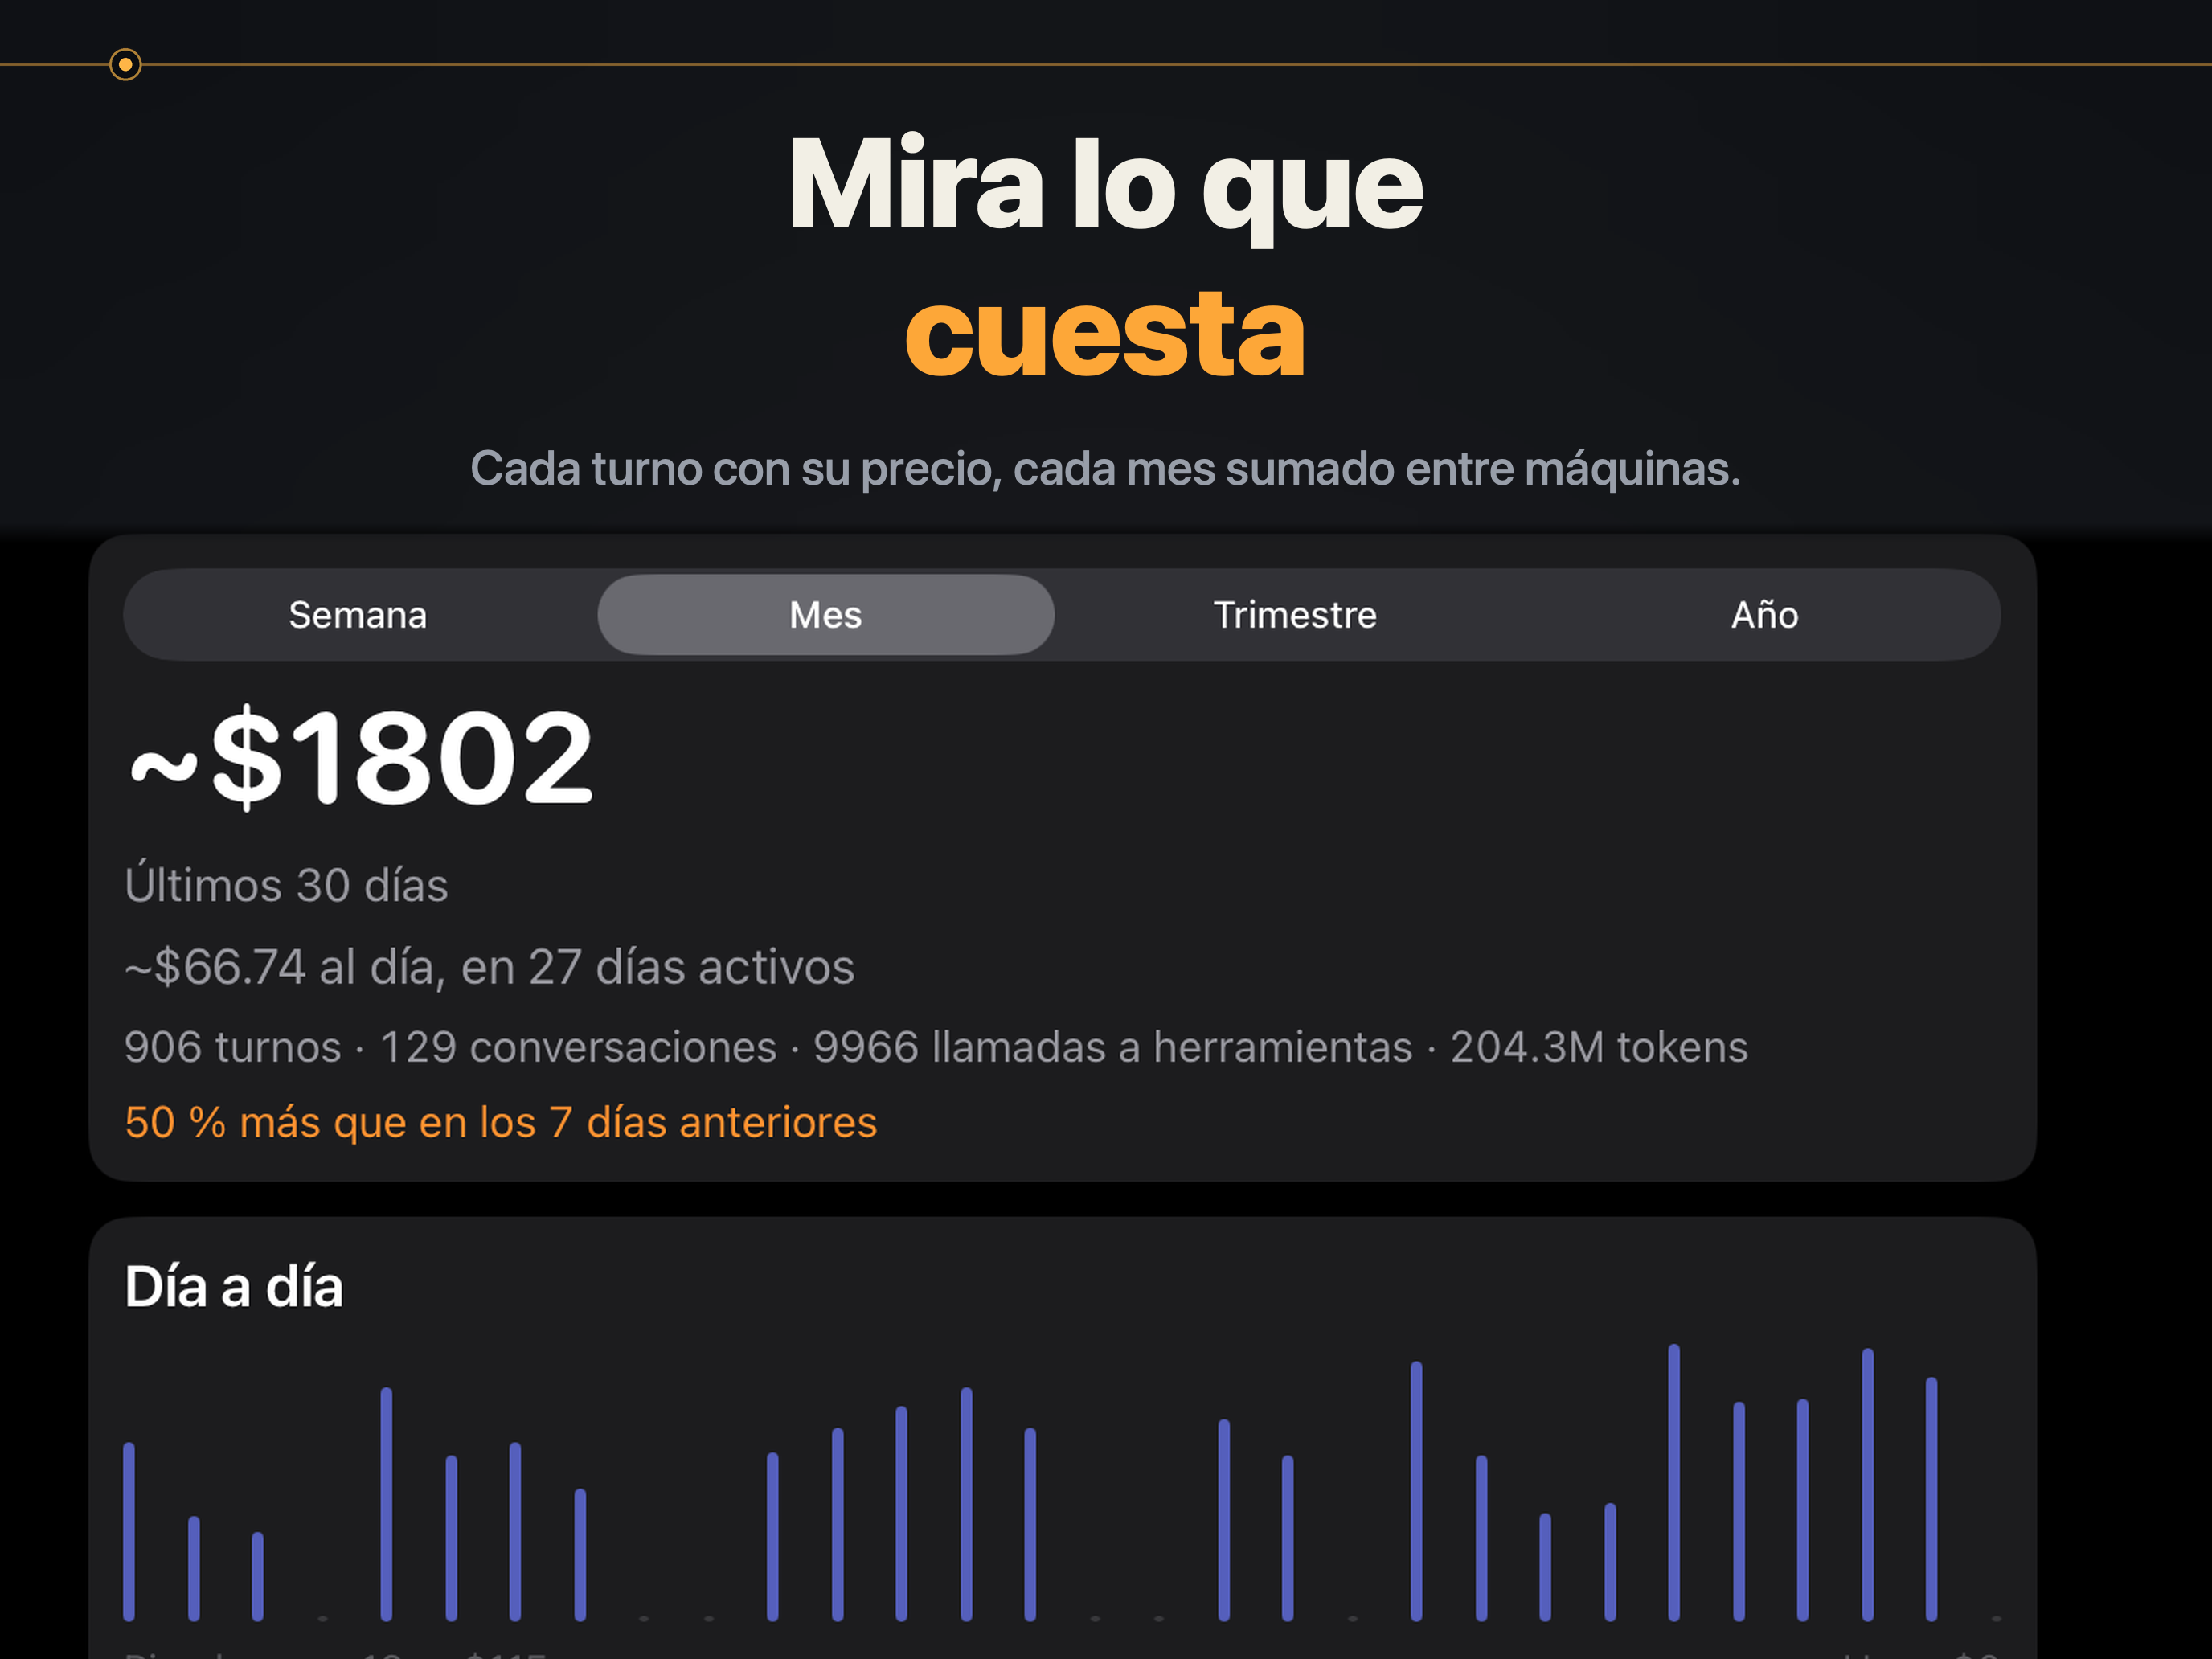 Mira lo que
cuesta
Cada turno con su precio, cada mes sumado entre máquinas.
Semana Mes Trimestre Año
~$1802
Últimos 30 días
~$66.74 al día, en 27 días activos
906 turnos · 129 conversaciones · 9966 llamadas a herramientas · 204.3M tokens
50 % más que en los 7 días anteriores
Día a día